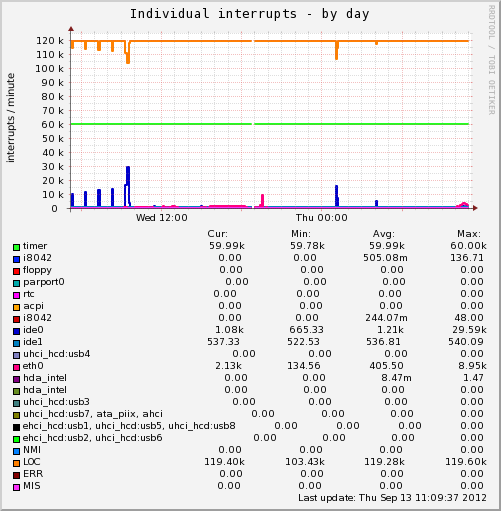 Individual interrupts - by day
RRDTOOL / TOBI OETIKER
interrupts / minute
120 k
110 k
100 k
90 k
80 k
70 k
60 k
50 k
40 k
30 k
20 k
10 k
0
Wed 12:00 Thu 00:00
Cur: Min: Avg: Max:
timer 59.99k 59.78k 59.99k 60.00k
i8042 0.00 0.00 505.08m 136.71
floppy 0.00 0.00 0.00 0.00
parport0 0.00 0.00 0.00 0.00
rtc 0.00 0.00 0.00 0.00
acpi 0.00 0.00 0.00 0.00
i8042 0.00 0.00 244.07m 48.00
ide0 1.08k 665.33 1.21k 29.59k
ide1 537.33 522.53 536.81 540.09
uhci_hcd:usb4 0.00 0.00 0.00 0.00
eth0 2.13k 134.56 405.50 8.95k
hda_intel 0.00 0.00 8.47m 1.47
hda_intel 0.00 0.00 0.00 0.00
uhci_hcd:usb3 0.00 0.00 0.00 0.00
uhci_hcd:usb7, ata_piix, ahci 0.00 0.00 0.00 0.00
ehci_hcd:usb1, uhci_hcd:usb5, uhci_hcd:usb8 0.00 0.00 0.00 0.00
ehci_hcd:usb2, uhci_hcd:usb6 0.00 0.00 0.00 0.00
NMI 0.00 0.00 0.00 0.00
LOC 119.40k 103.43k 119.28k 119.60k
ERR 0.00 0.00 0.00 0.00
MIS 0.00 0.00 0.00 0.00
Last update: Thu Sep 13 11:09:37 2012